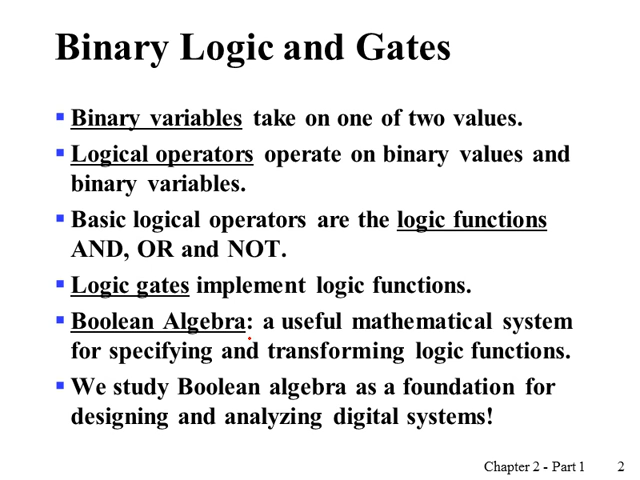 Binary Logic and Gates
▪ Binary variables take on one of two values.
▪ Logical operators operate on binary values and
binary variables.
▪ Basic logical operators are the logic functions
AND, OR and NOT.
▪ Logic gates implement logic functions.
▪ Boolean Algebra: a useful mathematical system
for specifying and transforming logic functions.
▪ We study Boolean algebra as a foundation for
designing and analyzing digital systems!
Chapter 2 - Part 1 2